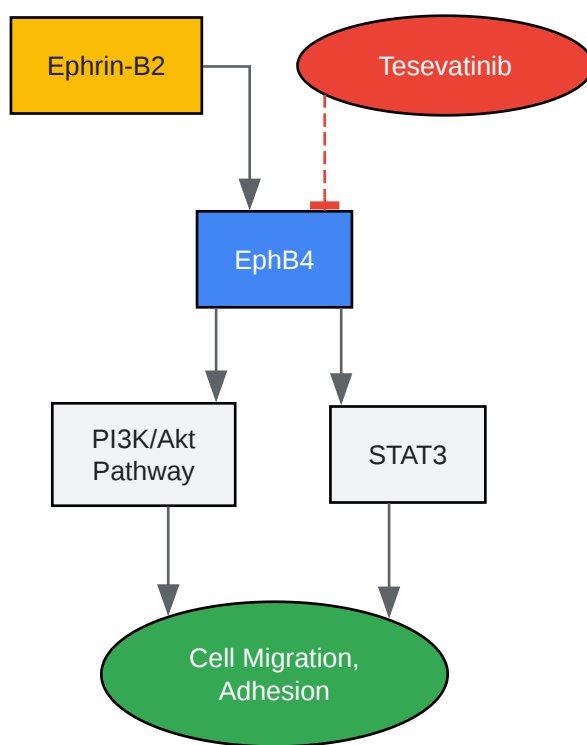 Ephrin-B2
Tesevatinib
EphB4
PI3K/Akt
Pathway
STAT3
Cell Migration,
Adhesion